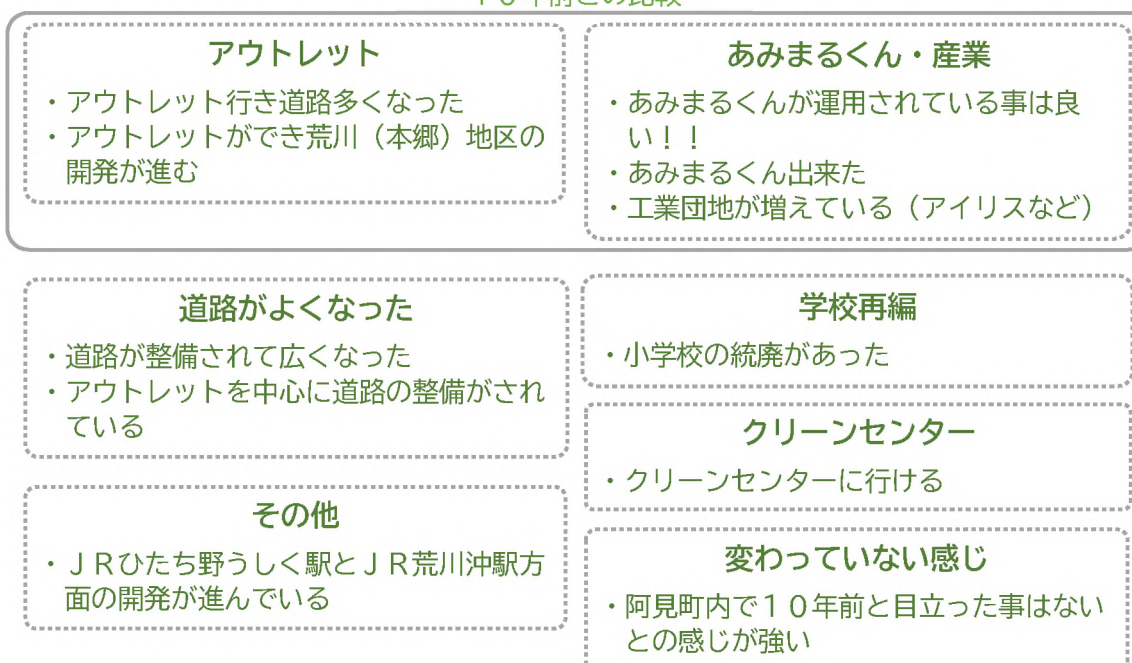 １０年前との比較
アウトレット
・アウトレット行き道路多くなった
・アウトレットができ荒川（本郷）地区の
開発が進む
あみまるくん・産業
・あみまるくんが運用されている事は良
い！！
・あみまるくん出来た
・工業団地が増えている（アイリスなど）
道路がよくなった
・道路が整備されて広くなった
・アウトレットを中心に道路の整備がされ
ている
学校再編
・小学校の統廃があった
クリーンセンター
・クリーンセンターに行ける
その他
・ＪＲひたち野うしく駅とＪＲ荒川沖駅方
面の開発が進んでいる
変わっていない感じ
・阿見町内で１０年前と目立った事はない
との感じが強い